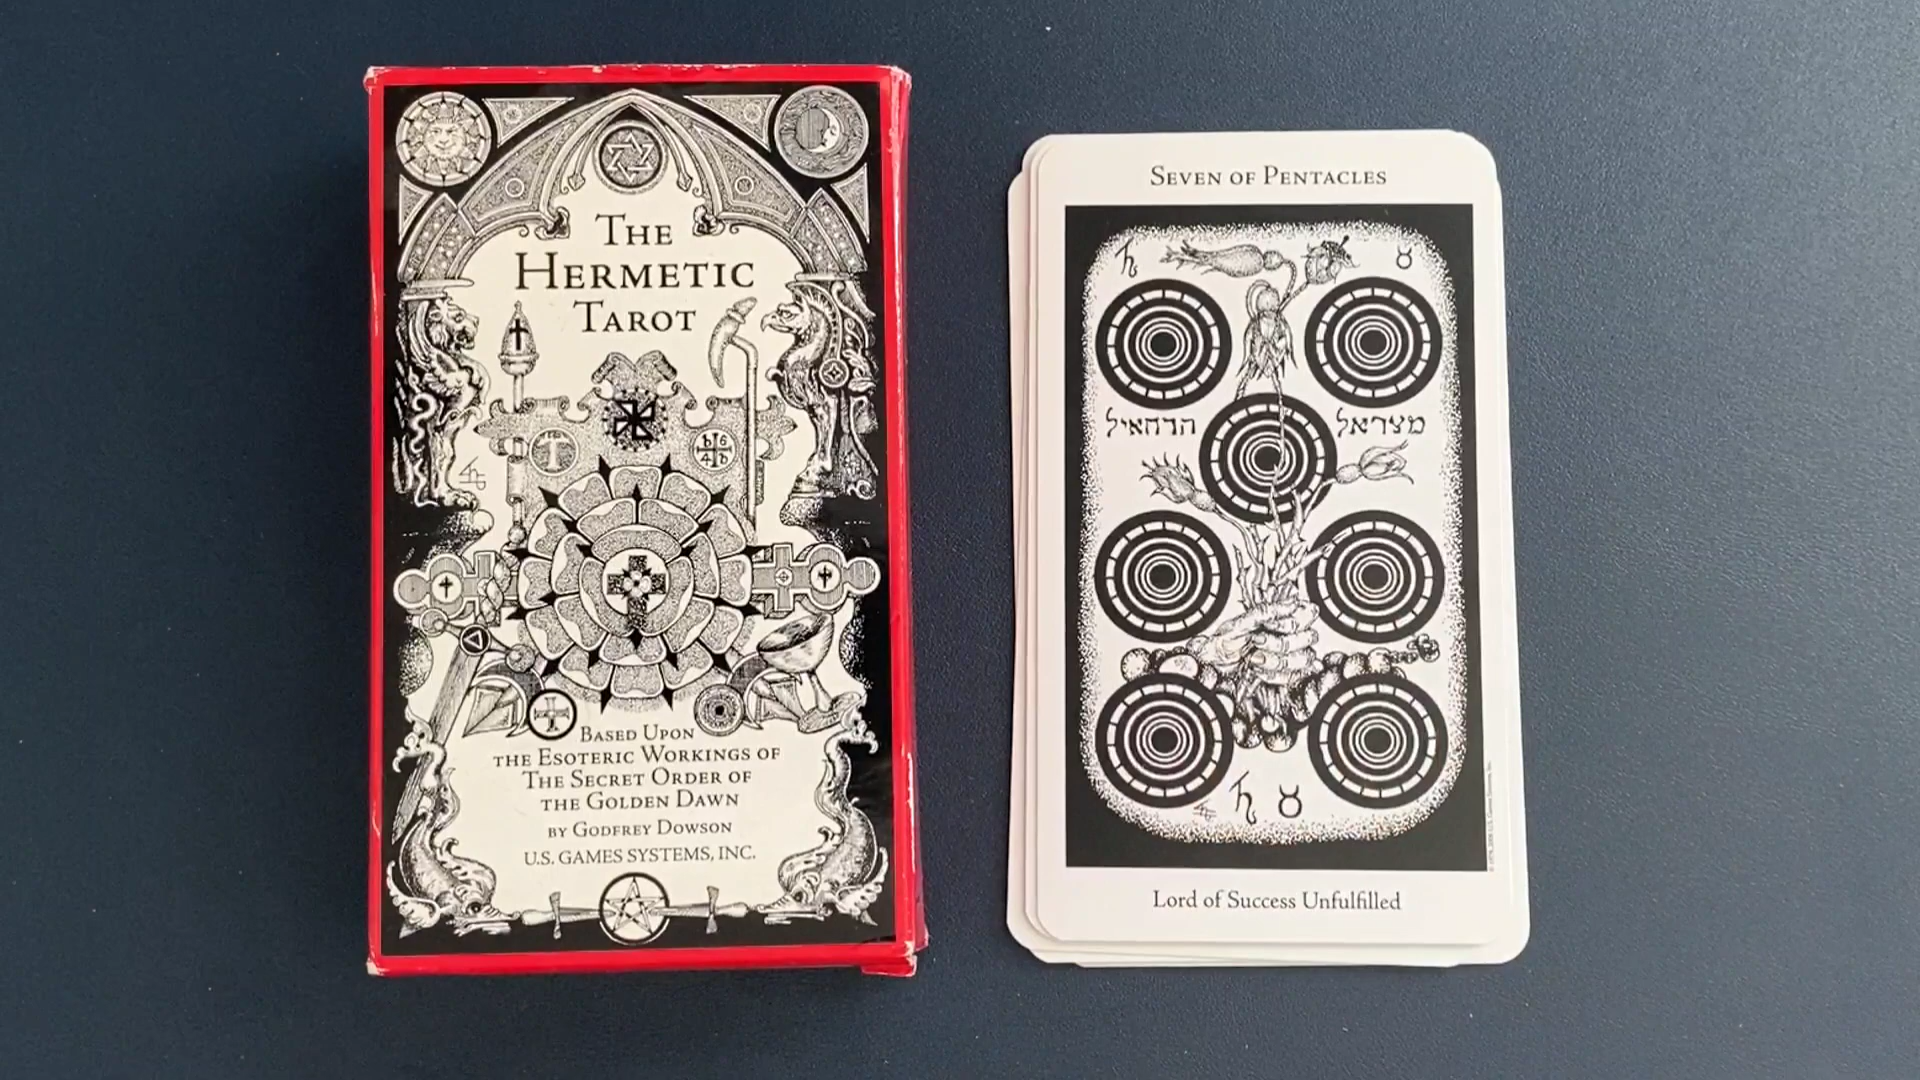 The
Hermetic
Tarot
Based Upon
the Esoteric Workings of
The Secret Order of
the Golden Dawn
by Godfrey Dowson
U.S. GAMES SYSTEMS, INC.
Seven of Pentacles
♄ ♉
הרחאיל מצראל
♄ ♉
Lord of Success Unfulfilled